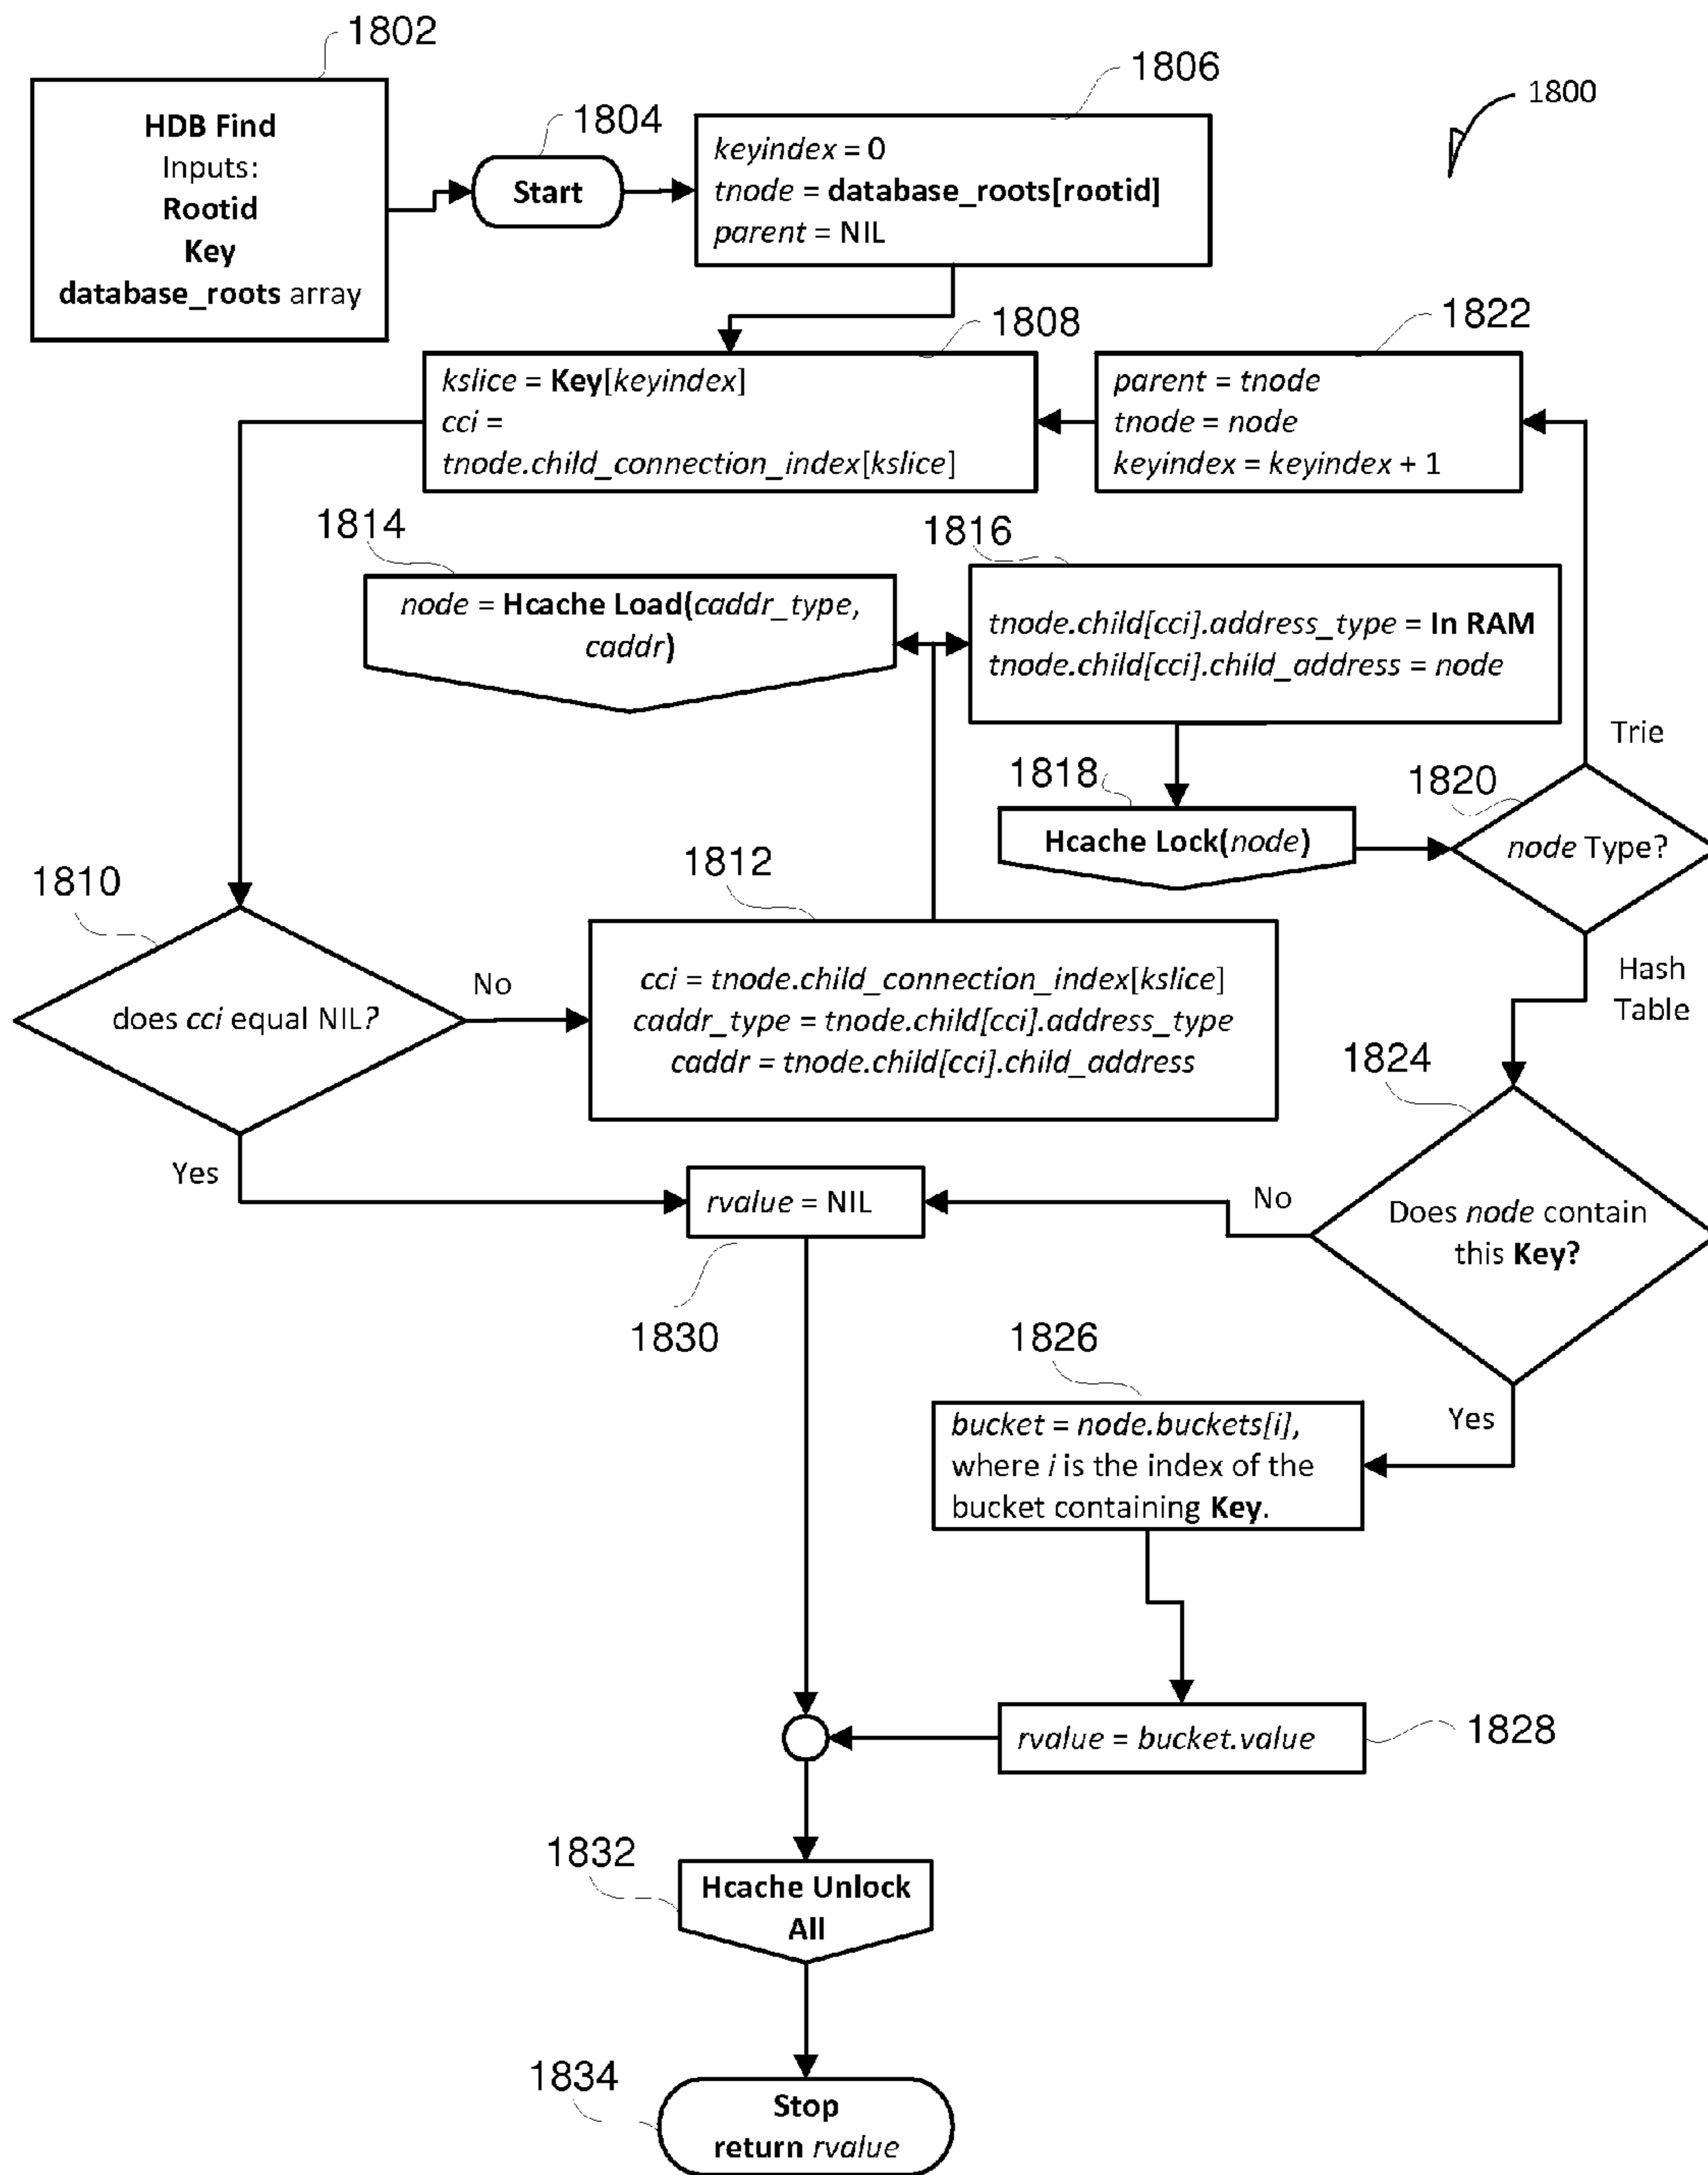 1802
HDB Find
Inputs:
Rootid
Key
database_roots array
1804
Start
1806
keyindex = 0
tnode = database_roots[rootid]
parent = NIL
1800
1808
kslice = Key[keyindex]
cci =
tnode.child_connection_index[kslice]
1822
parent = tnode
tnode = node
keyindex = keyindex + 1
1814
node = Hcache Load(caddr_type,
caddr)
1816
tnode.child[cci].address_type = In RAM
tnode.child[cci].child_address = node
Trie
1818
Hcache Lock(node)
1820
node Type?
Hash
Table
1810
does cci equal NIL?
No
Yes
1812
cci = tnode.child_connection_index[kslice]
caddr_type = tnode.child[cci].address_type
caddr = tnode.child[cci].child_address
1824
Does node contain
this Key?
No
Yes
rvalue = NIL
1830
1826
bucket = node.buckets[i],
where i is the index of the
bucket containing Key.
rvalue = bucket.value
1828
1832
Hcache Unlock
All
1834
Stop
return rvalue